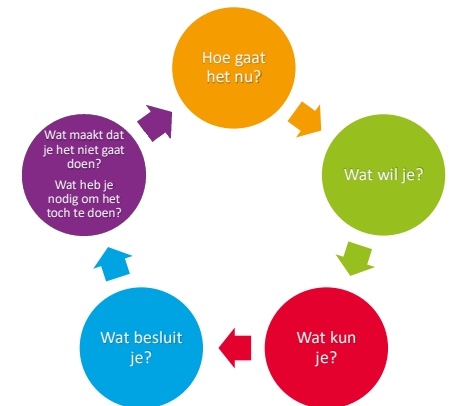 Hoe gaat
het nu?
Wat wil je?
Wat kun
je?
Wat besluit
je?
Wat maakt dat
je het niet gaat
doen?
Wat heb je
nodig om het
toch te doen?